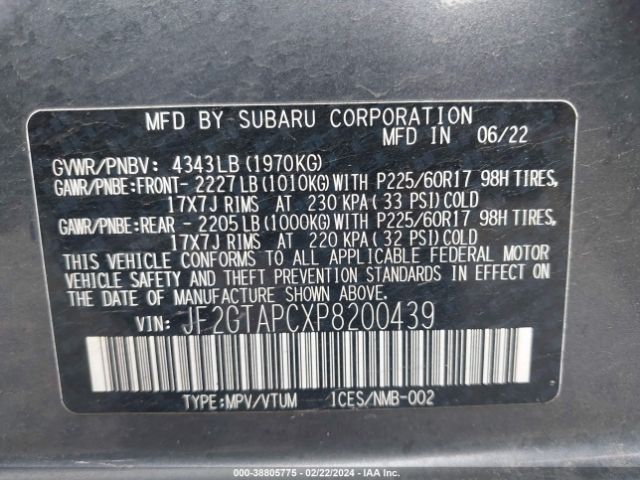 MFD BY SUBARU CORPORATION
MFD IN 06/22
GVWR/PNBV: 4343LB(1970KG)
GAWR/PNBE:FRONT- 2227LB(1010KG)WITH P225/60R17 98H TIRES,
17X7J RIMS AT 230 KPA(33 PSI)COLD
GAWR/PNBE:REAR - 2205LB(1000KG)WITH P225/60R17 98H TIRES,
17X7J RIMS AT 220 KPA(32 PSI)COLD
THIS VEHICLE CONFORMS TO ALL APPLICABLE FEDERAL MOTOR
VEHICLE SAFETY AND THEFT PREVENTION STANDARDS IN EFFECT ON
THE DATE OF MANUFACTURE SHOWN ABOVE.
VIN: JF2GTAPCXP8200439
TYPE:MPV/VTUM ICES/NMB-002
000-38805775 - 02/22/2024 - IAA, Inc.